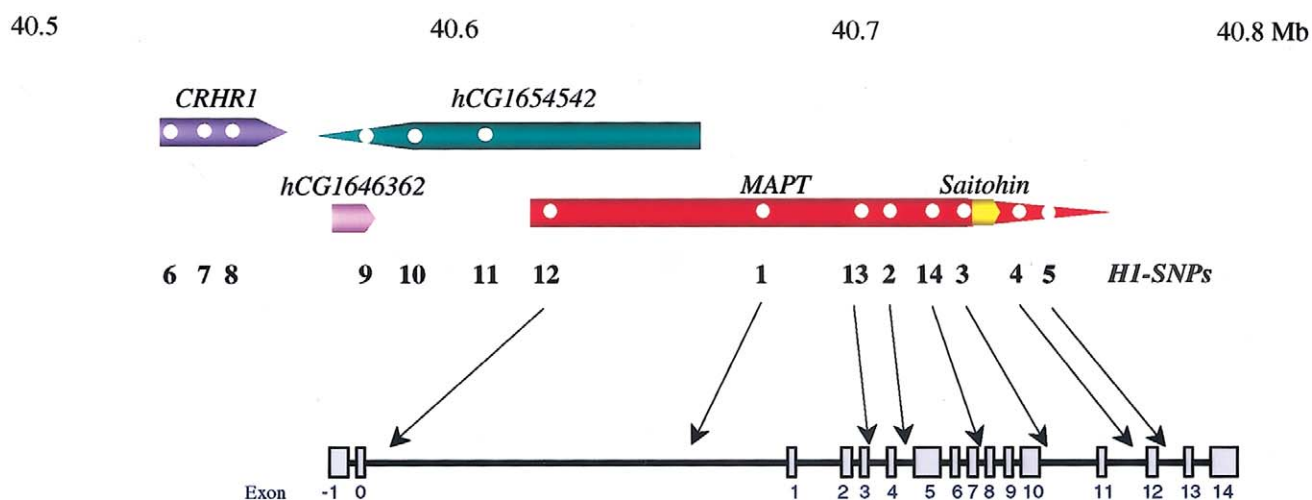 40.5 40.6 40.7 40.8 Mb
CRHR1 hCG1654542
hCG1646362 MAPT Saitohin
6 7 8 9 10 11 12 1 13 2 14 3 4 5 H1-SNPs
Exon -1 0 1 2 3 4 5 6 7 8 9 10 11 12 13 14